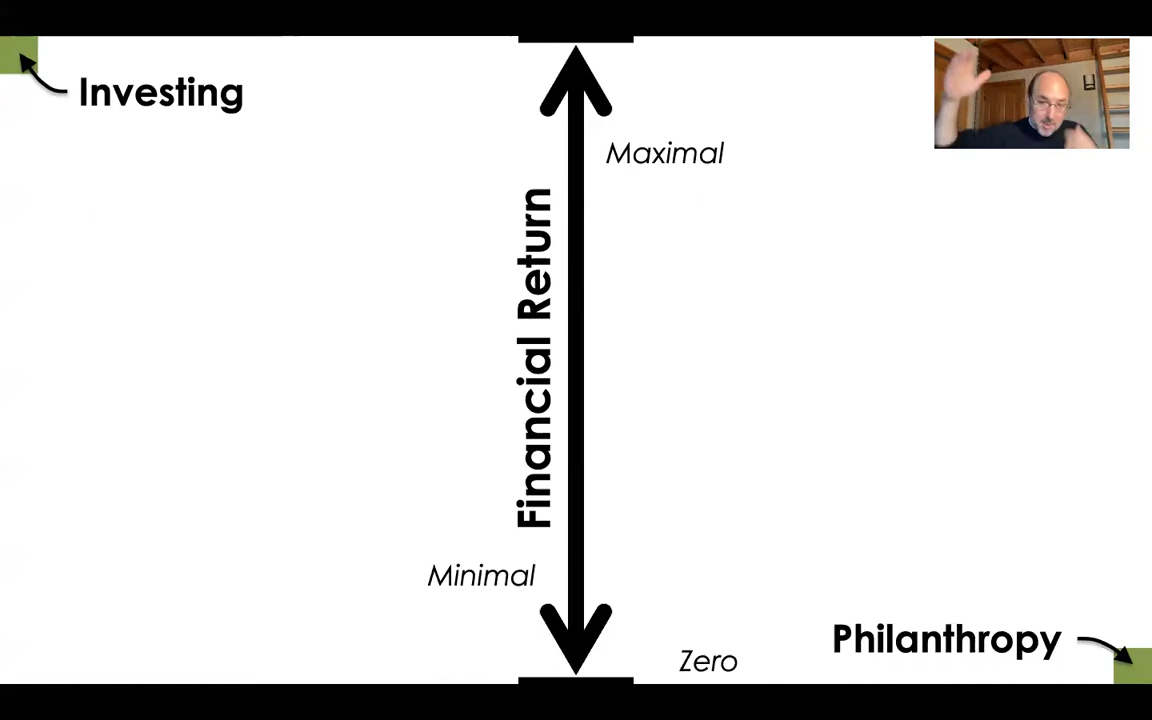 Investing
Maximal
Financial Return
Minimal
Philanthropy
Zero